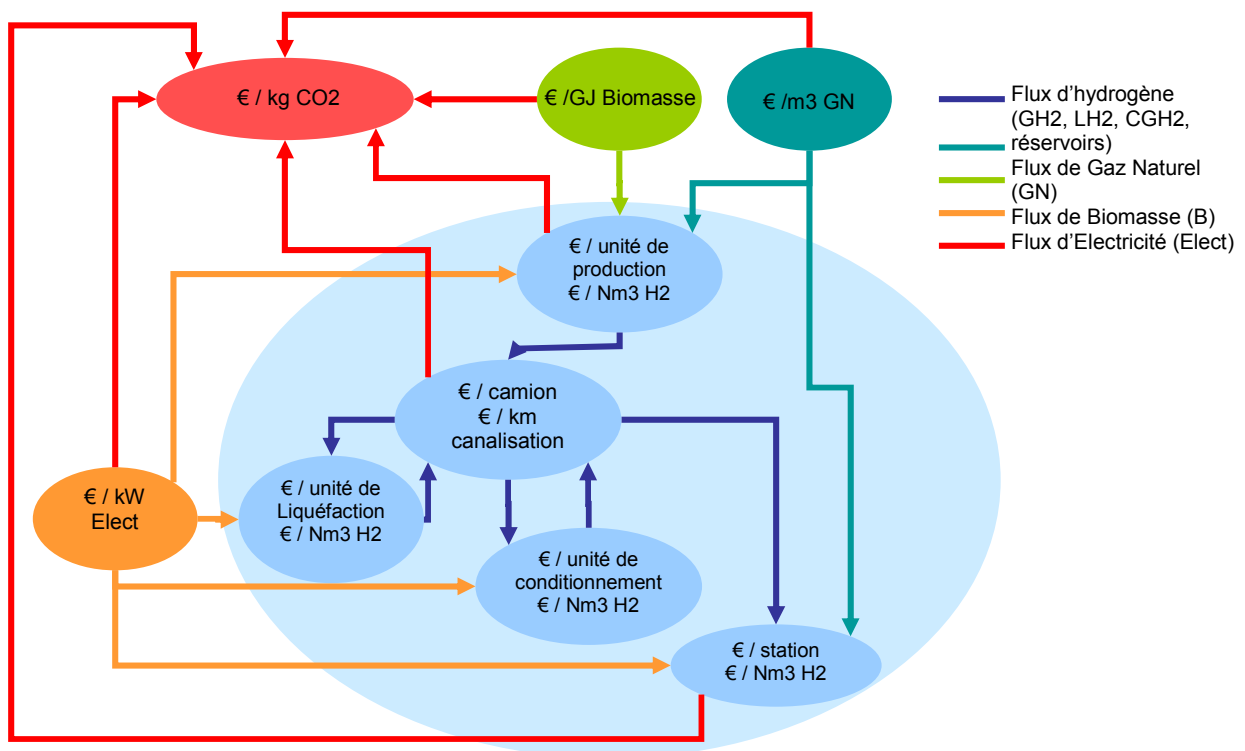 € / kg CO2
€ /GJ Biomasse
€ /m3 GN
Flux d'hydrogène
(GH2, LH2, CGH2,
réservoirs)
Flux de Gaz Naturel
(GN)
Flux de Biomasse (B)
Flux d'Electricité (Elect)
€ / unité de
production
€ / Nm3 H2
€ / camion
€ / km
canalisation
€ / kW
Elect
€ / unité de
Liquéfaction
€ / Nm3 H2
€ / unité de
conditionnement
€ / Nm3 H2
€ / station
€ / Nm3 H2